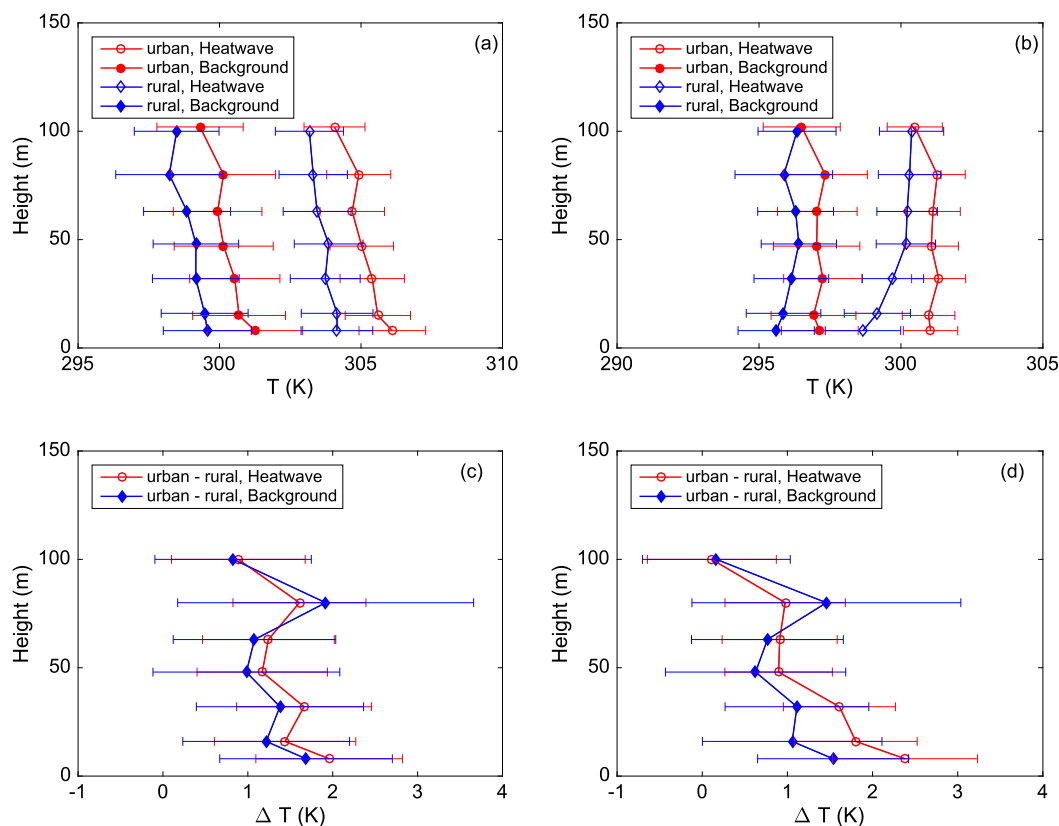 150
100
50
0
Height (m)
(a)
urban, Heatwave
urban, Background
rural, Heatwave
rural, Background
295
300
305
310
T (K)
150
100
50
0
Height (m)
(b)
urban, Heatwave
urban, Background
rural, Heatwave
rural, Background
290
295
300
305
T (K)
150
100
50
0
Height (m)
(c)
urban - rural, Heatwave
urban - rural, Background
-1
0
1
2
3
4
Δ T (K)
150
100
50
0
Height (m)
(d)
urban - rural, Heatwave
urban - rural, Background
-1
0
1
2
3
4
Δ T (K)